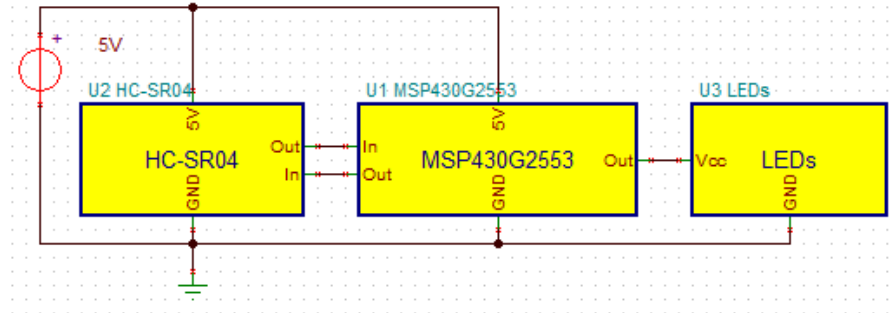 +
5V
U2 HC-SR04
U1 MSP430G2553
U3 LEDs
5V
Out
In
HC-SR04
GND
5V
In
Out
MSP430G2553
Out
GND
Vcc
LEDs
GND